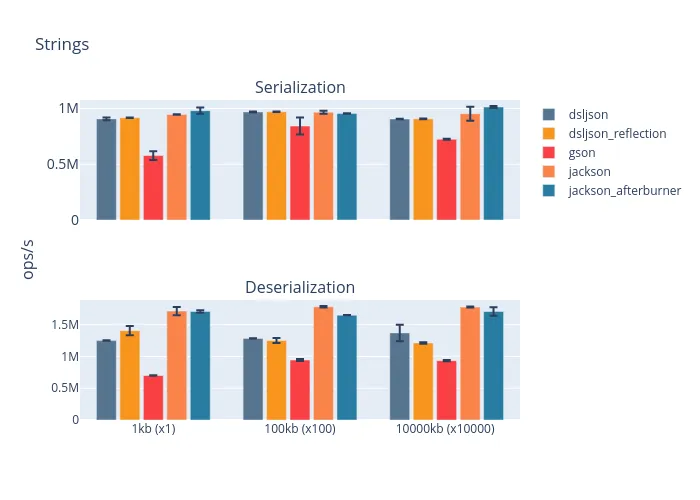 Strings
Serialization
1M
0.5M
0
dsljson
dsljson_reflection
gson
jackson
jackson_afterburner
ops/s
Deserialization
1.5M
1M
0.5M
0
1kb (x1)
100kb (x100)
10000kb (x10000)